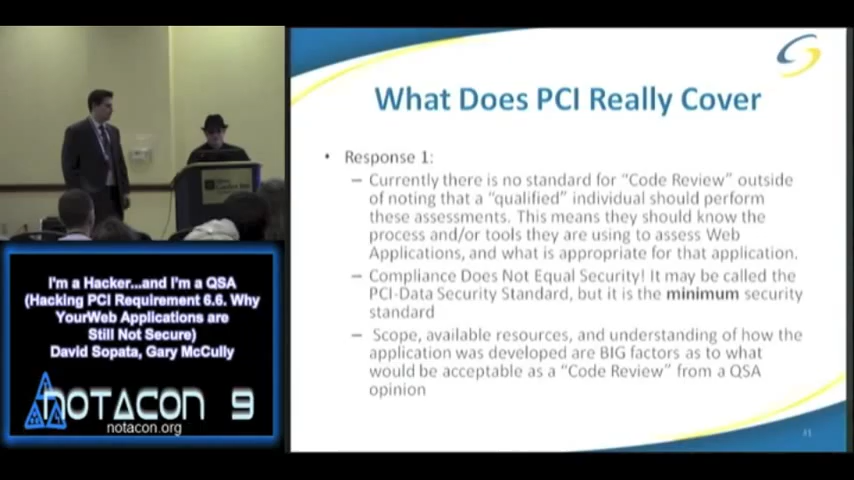 What Does PCI Really Cover
• Response 1:
– Currently there is no standard for “Code Review” outside
of noting that a “qualified” individual should perform
these assessments. This means they should know the
process and/or tools they are using to assess Web
Applications, and what is appropriate for that application.
– Compliance Does Not Equal Security! It may be called the
PCI-Data Security Standard, but it is the minimum security
standard
– Scope, available resources, and understanding of how the
application was developed are BIG factors as to what
would be acceptable as a “Code Review” from a QSA
opinion
I'm a Hacker...and I'm a QSA
(Hacking PCI Requirement 6.6. Why
YourWeb Applications are
Still Not Secure)
David Sopata, Gary McCully
NOTACON 9
notacon.org